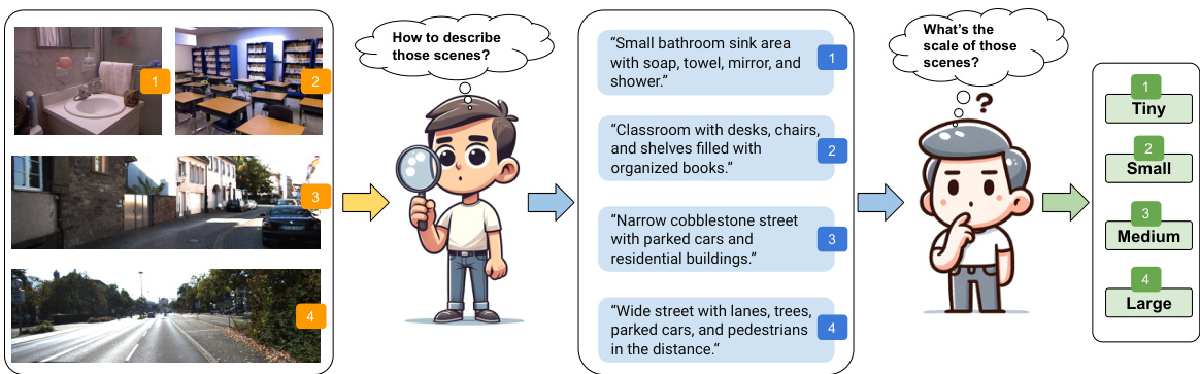 How to describe
those scenes?
1
2
3
4
“Small bathroom sink area
with soap, towel, mirror, and
shower.”
1
“Classroom with desks, chairs,
and shelves filled with
organized books.”
2
“Narrow cobblestone street
with parked cars and
residential buildings.”
3
“Wide street with lanes, trees,
parked cars, and pedestrians
in the distance.“
4
What's the
scale of those
scenes?
?
1
Tiny
2
Small
3
Medium
4
Large